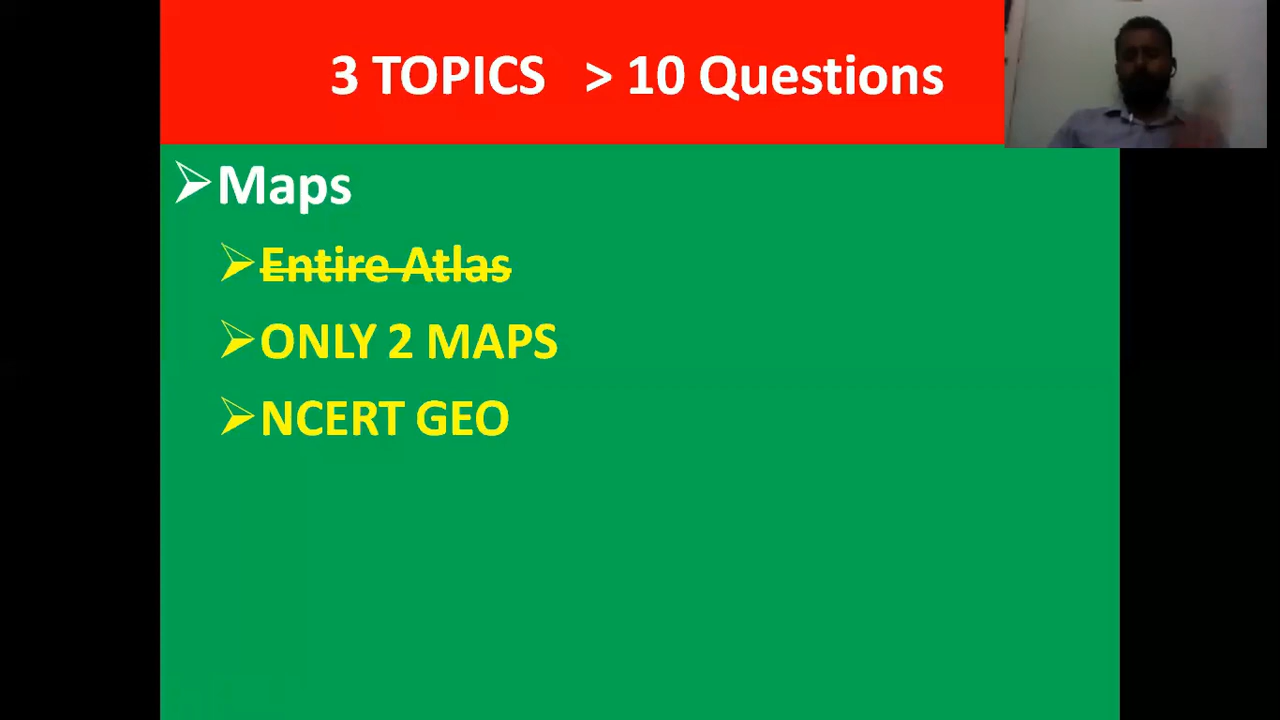 3 TOPICS > 10 Questions
Maps
Entire Atlas
ONLY 2 MAPS
NCERT GEO